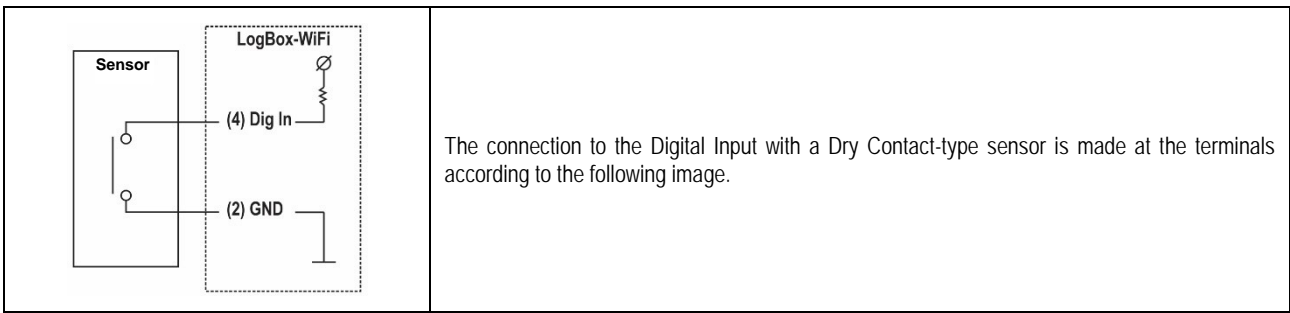 LogBox-WiFi
Sensor
(4) Dig In
(2) GND
The connection to the Digital Input with a Dry Contact-type sensor is made at the terminals
according to the following image.